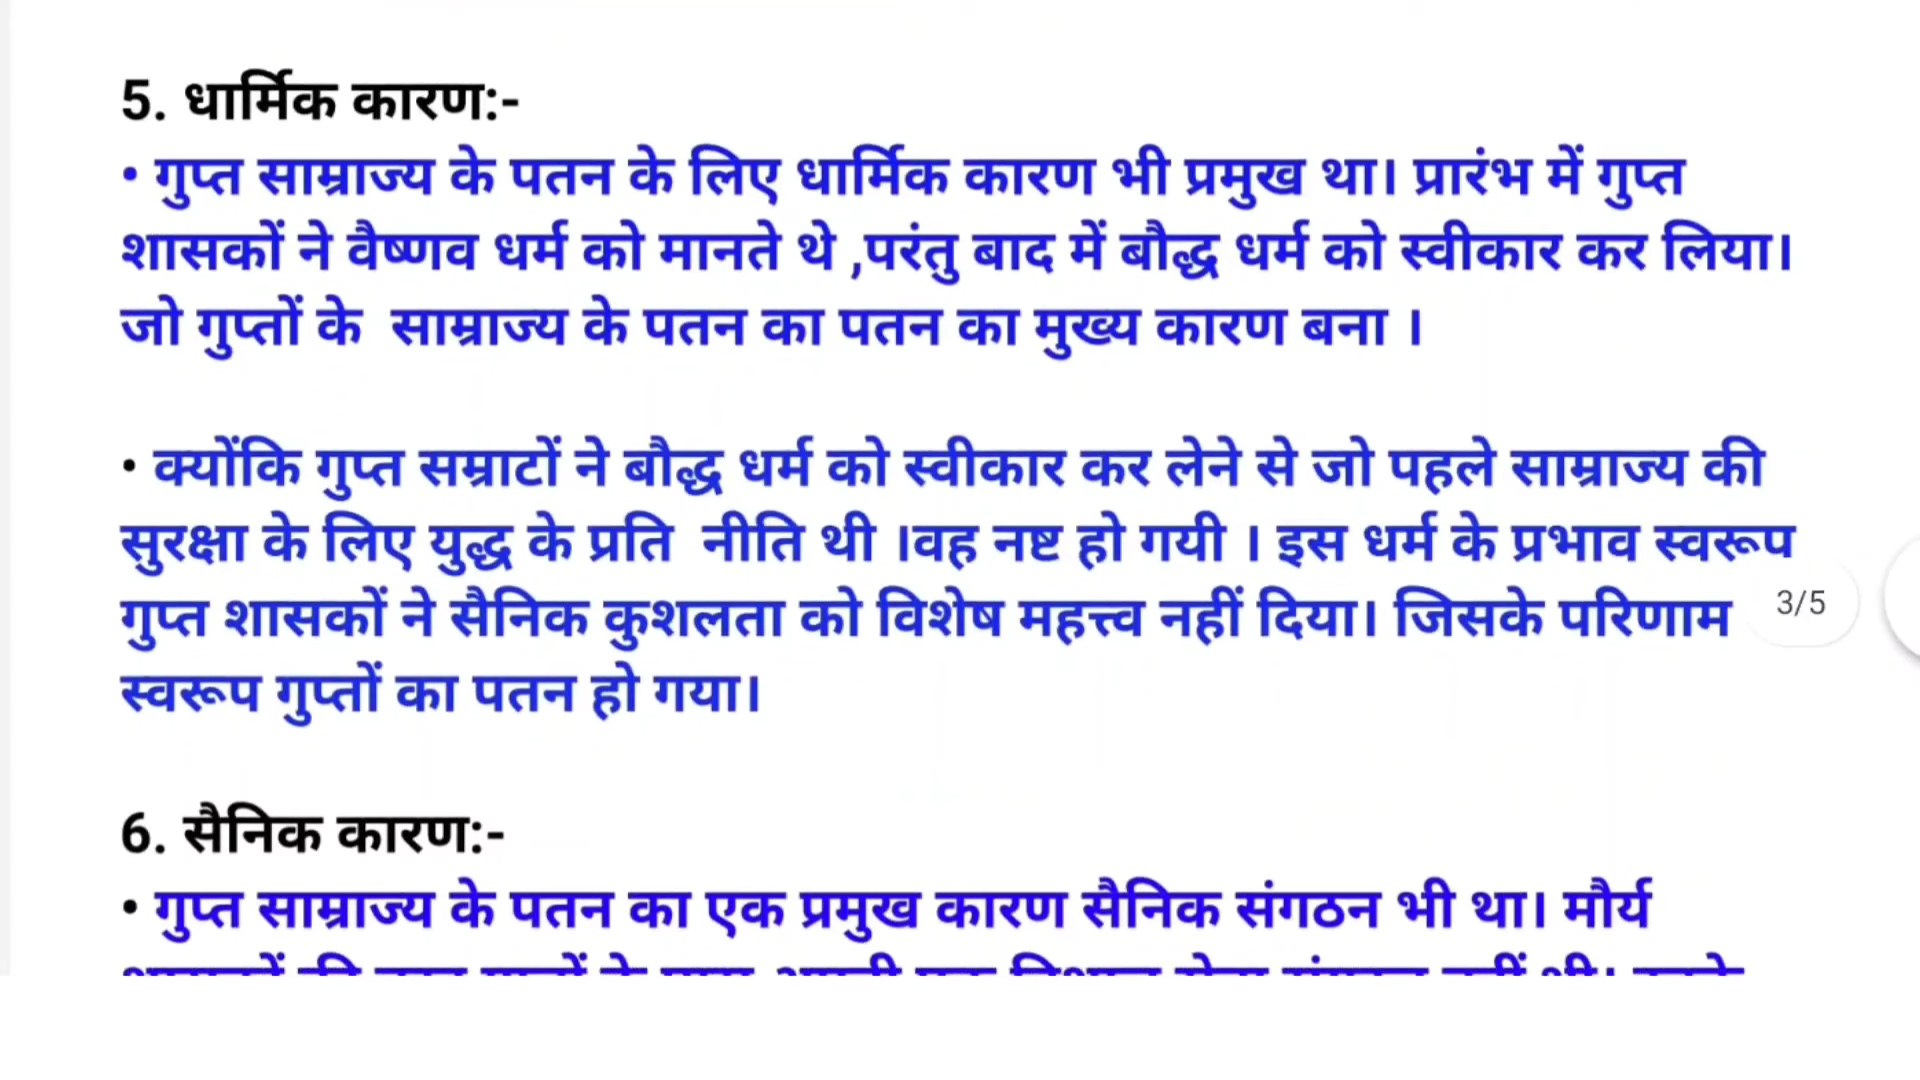 5. धार्मिक कारण:-
• गुप्त साम्राज्य के पतन के लिए धार्मिक कारण भी प्रमुख था। प्रारंभ में गुप्त
शासकों ने वैष्णव धर्म को मानते थे ,परंतु बाद में बौद्ध धर्म को स्वीकार कर लिया।
जो गुप्तों के  साम्राज्य के पतन का पतन का मुख्य कारण बना ।
• क्योंकि गुप्त सम्राटों ने बौद्ध धर्म को स्वीकार कर लेने से जो पहले साम्राज्य की
सुरक्षा के लिए युद्ध के प्रति  नीति थी ।वह नष्ट हो गयी । इस धर्म के प्रभाव स्वरूप
गुप्त शासकों ने सैनिक कुशलता को विशेष महत्त्व नहीं दिया। जिसके परिणाम
3/5
स्वरूप गुप्तों का पतन हो गया।
6. सैनिक कारण:-
• गुप्त साम्राज्य के पतन का एक प्रमुख कारण सैनिक संगठन भी था। मौर्य